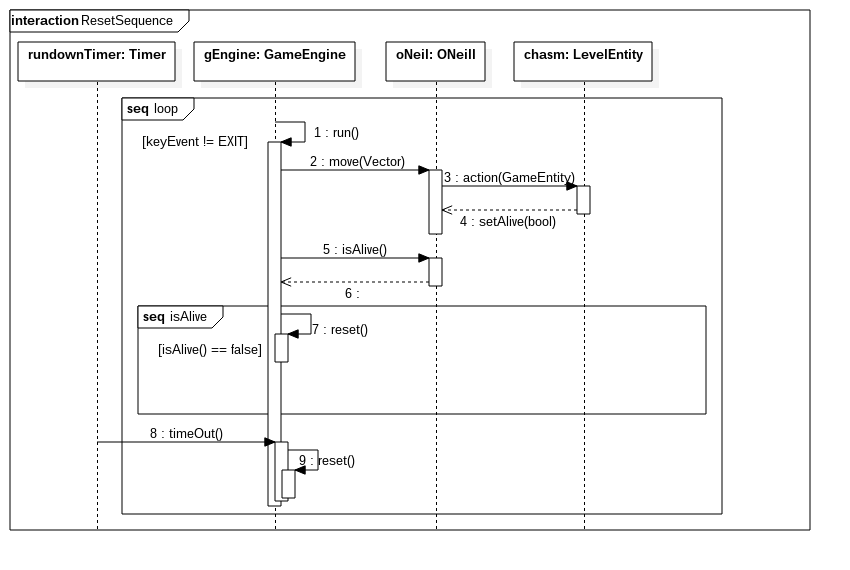 interaction ResetSequence
rundownTimer: Timer
gEngine: GameEngine
oNeil: ONeill
chasm: LevelEntity
seq loop
[keyEvent != EXIT]
1 : run()
2 : move(Vector)
3 : action(GameEntity)
4 : setAlive(bool)
5 : isAlive()
6 :
seq isAlive
7 : reset()
[isAlive() == false]
8 : timeOut()
9 : reset()